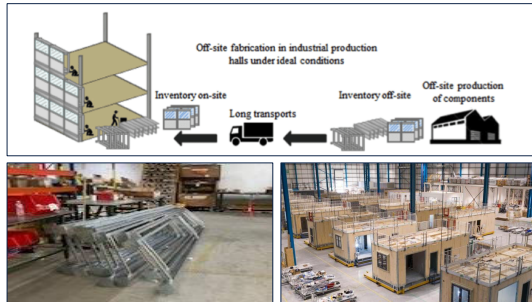 Off-site fabrication in industrial production
halls under ideal conditions
Inventory on-site
Long transports
Inventory off-site
Off-site production
of components